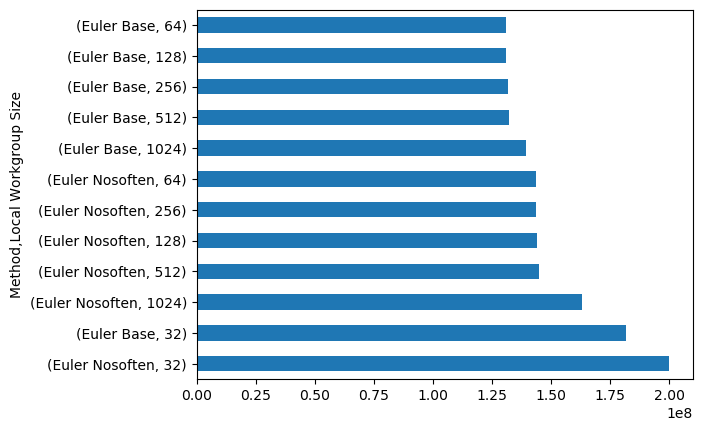 (Euler Base, 64)
(Euler Base, 128)
(Euler Base, 256)
(Euler Base, 512)
(Euler Base, 1024)
(Euler Nosoften, 64)
(Euler Nosoften, 256)
(Euler Nosoften, 128)
(Euler Nosoften, 512)
(Euler Nosoften, 1024)
(Euler Base, 32)
(Euler Nosoften, 32)
Method,Local Workgroup Size
0.00 0.25 0.50 0.75 1.00 1.25 1.50 1.75 2.00
1e8